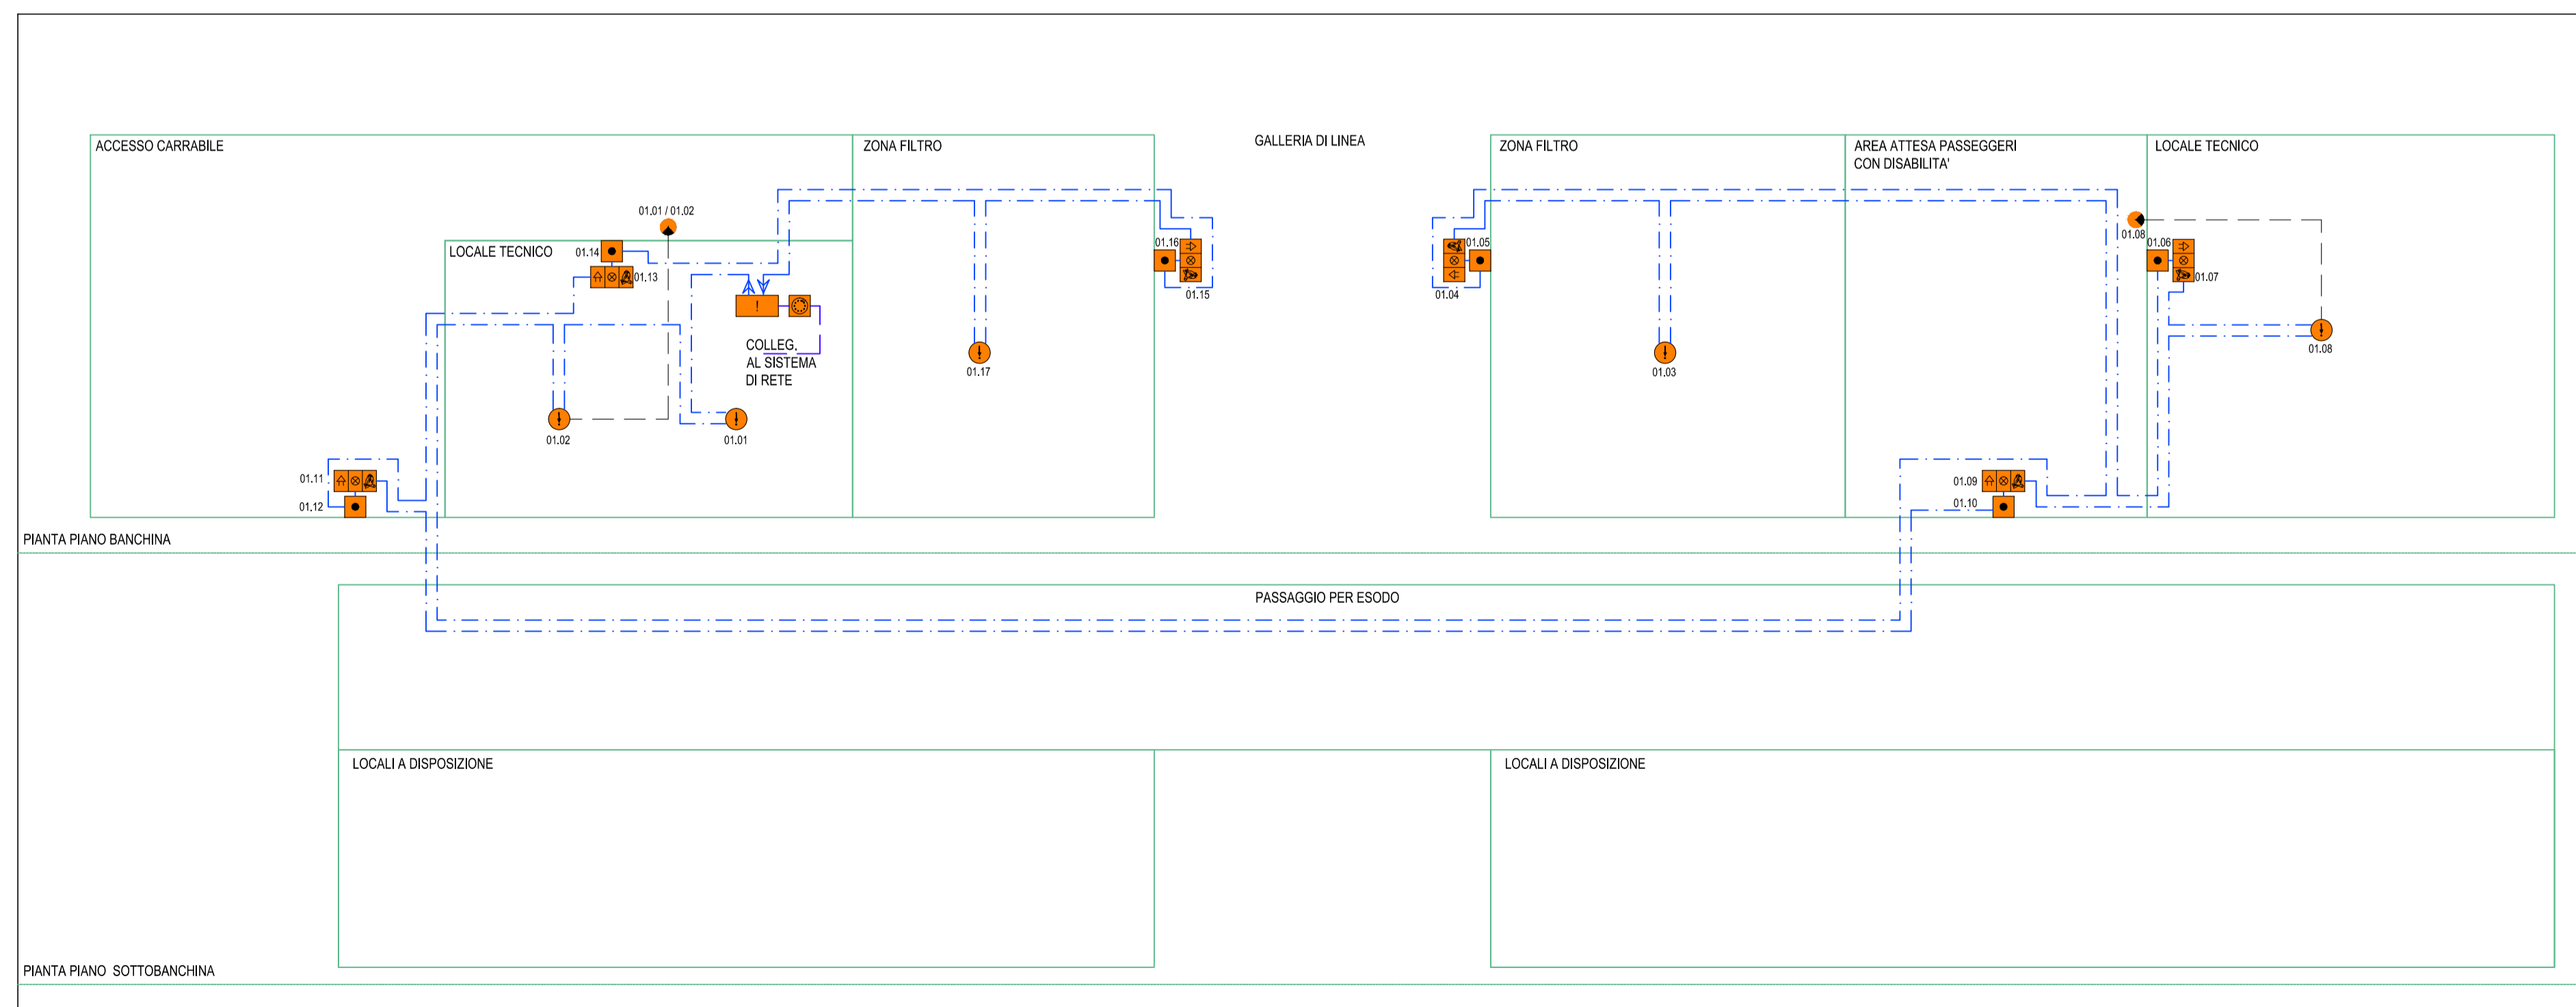 ACCESSO CARRABILE
ZONA FILTRO
GALLERIA DI LINEA
ZONA FILTRO
AREA ATTESA PASSEGGERI
CON DISABILITA'
LOCALE TECNICO
01.01 / 01.02
LOCALE TECNICO
01.14
01.13
01.16
01.15
01.05
01.04
01.08
01.06
01.07
!
COLLEG.
AL SISTEMA
DI RETE
01.17
01.03
01.08
01.02
01.01
01.11
01.12
01.09
01.10
PIANTA PIANO BANCHINA
PASSAGGIO PER ESODO
LOCALI A DISPOSIZIONE
LOCALI A DISPOSIZIONE
PIANTA PIANO SOTTOBANCHINA